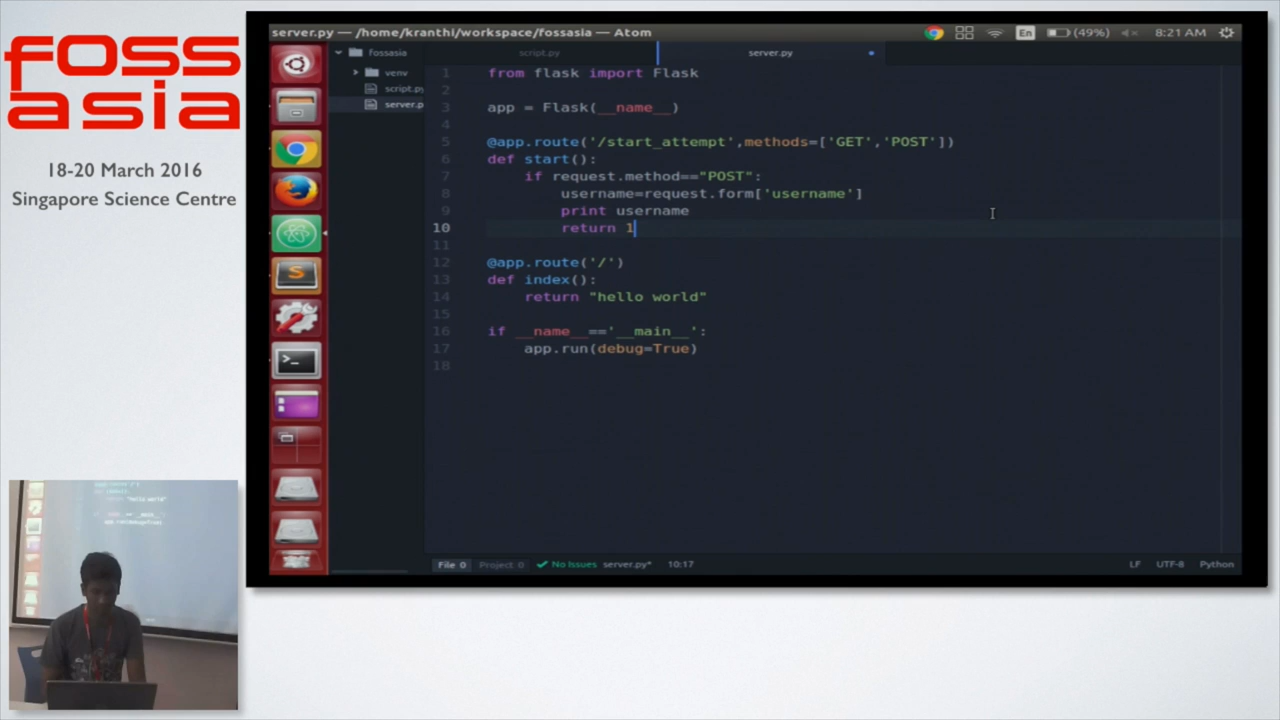 foss
asia
18-20 March 2016
Singapore Science Centre
server.py — /home/kranthi/workspace/fossasia — Atom
En
(49%)
8:21 AM
fossasia
venv
script.py
server.p
script.py
server.py
1 from flask import Flask
2
3 app = Flask(__name__)
4
5 @app.route('/start_attempt',methods=['GET','POST'])
6 def start():
7 if request.method=="POST":
8 username=request.form['username']
9 print username
10 return 1
11
12 @app.route('/')
13 def index():
14 return "hello world"
15
16 if __name__=='__main__':
17 app.run(debug=True)
18
File 0 Project: 0 No Issues server.py* 10:17 LF UTF-8 Python